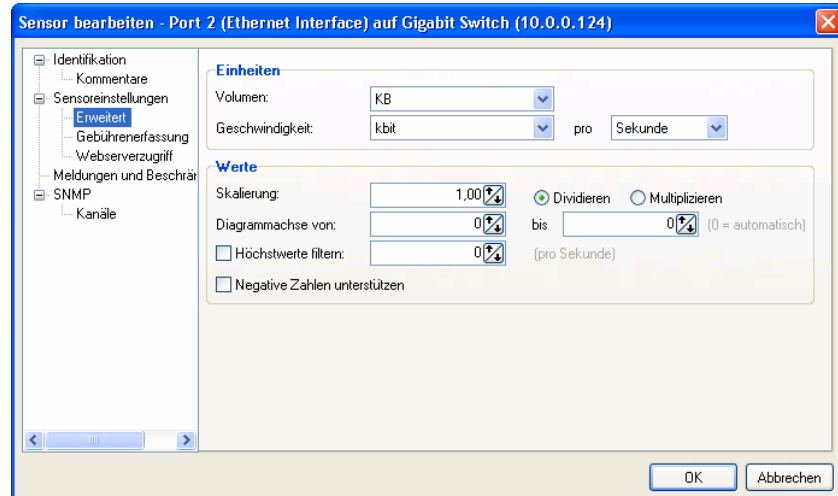 Sensor bearbeiten - Port 2 (Ethernet Interface) auf Gigabit Switch (10.0.0.124)
Identifikation
Kommentare
Sensoreinstellungen
Erweitert
Gebührenerfassung
Webserverzugriff
Meldungen und Beschrär
SNMP
Kanäle
Einheiten
Volumen: KB
Geschwindigkeit: kbit pro Sekunde
Werte
Skalierung: 1,00 Dividieren Multiplizieren
Diagrammachse von: 0 bis 0 (0 = automatisch)
Höchstwerte filtern: 0 (pro Sekunde)
Negative Zahlen unterstützen
OK Abbrechen